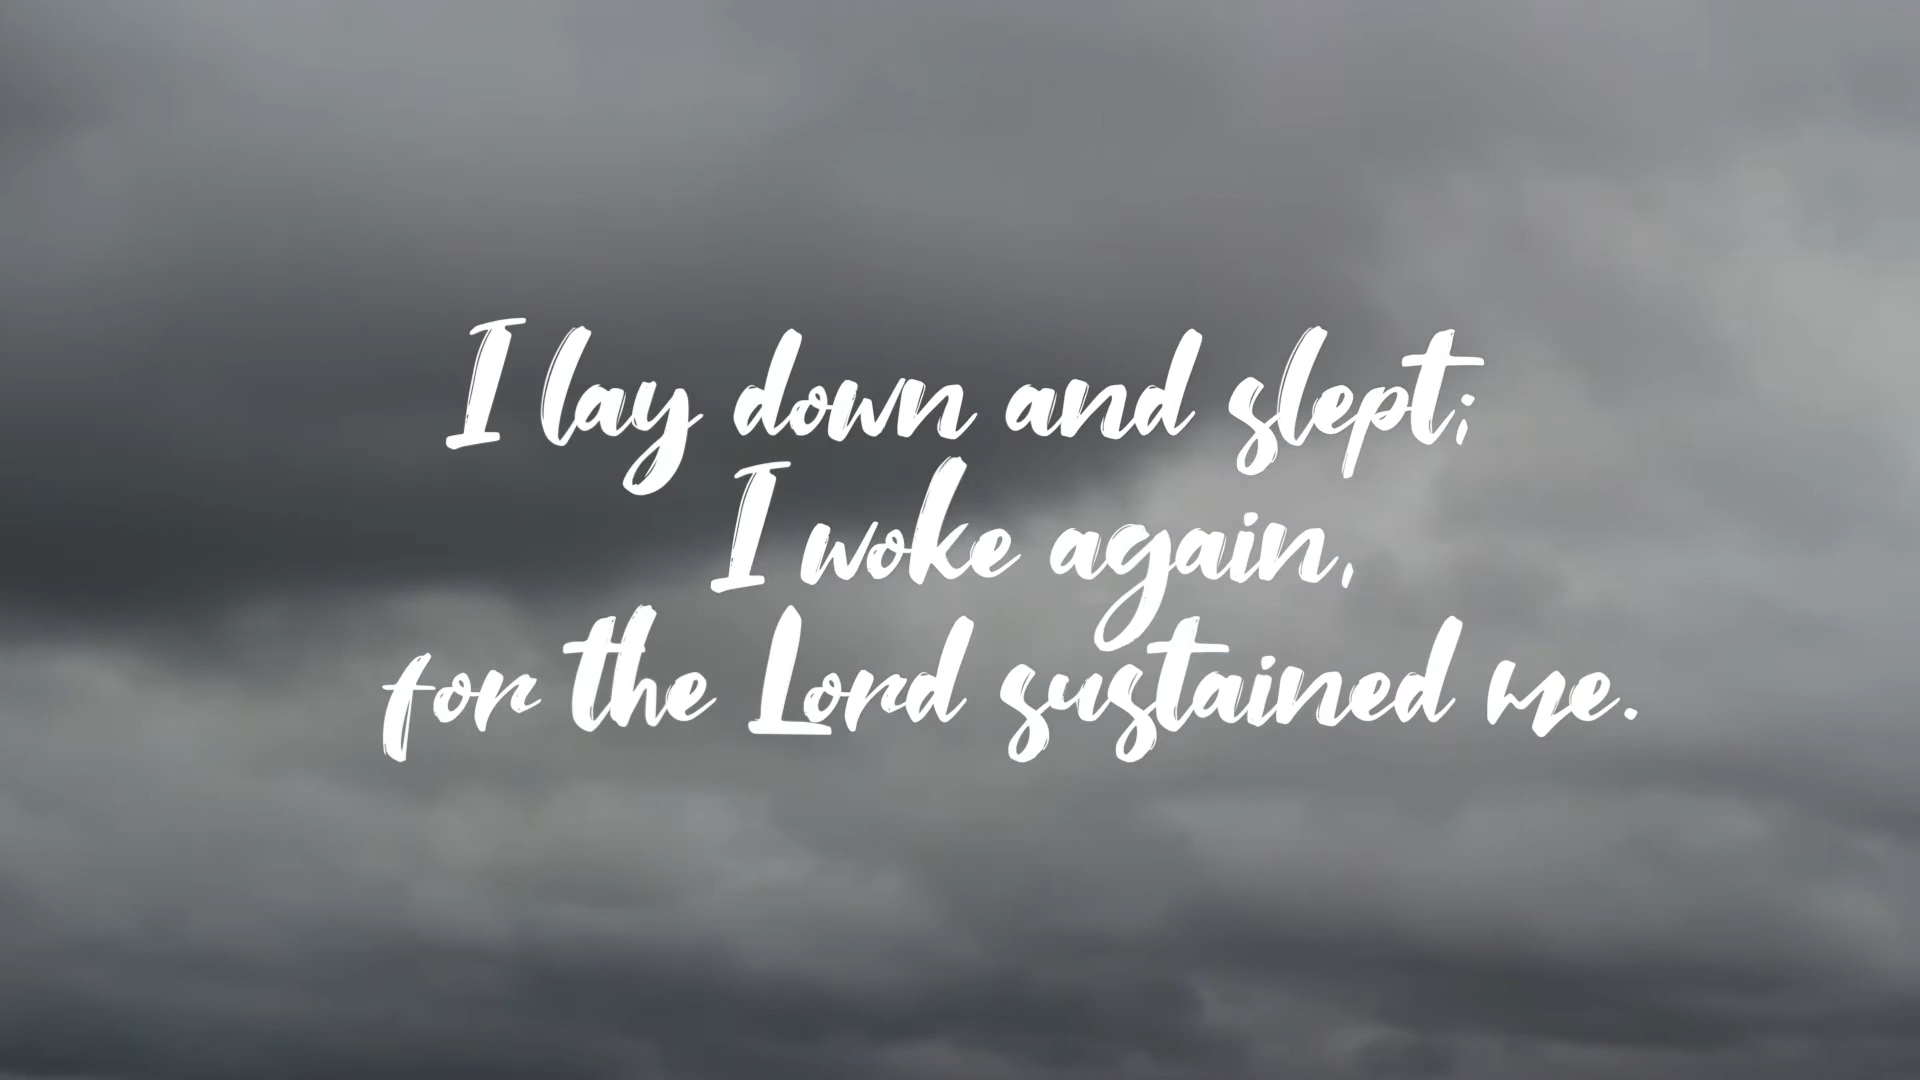 I lay down and slept;
I woke again,
for the Lord sustained me.